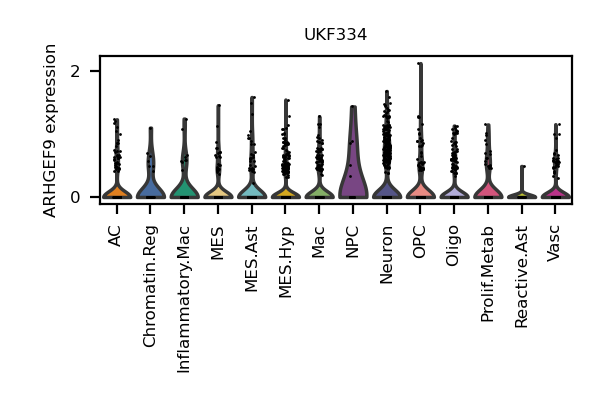 UKF334
ARHGEF9 expression
2
0
AC
Chromatin.Reg
Inflammatory.Mac
MES
MES.Ast
MES.Hyp
Mac
NPC
Neuron
OPC
Oligo
Prolif.Metab
Reactive.Ast
Vasc